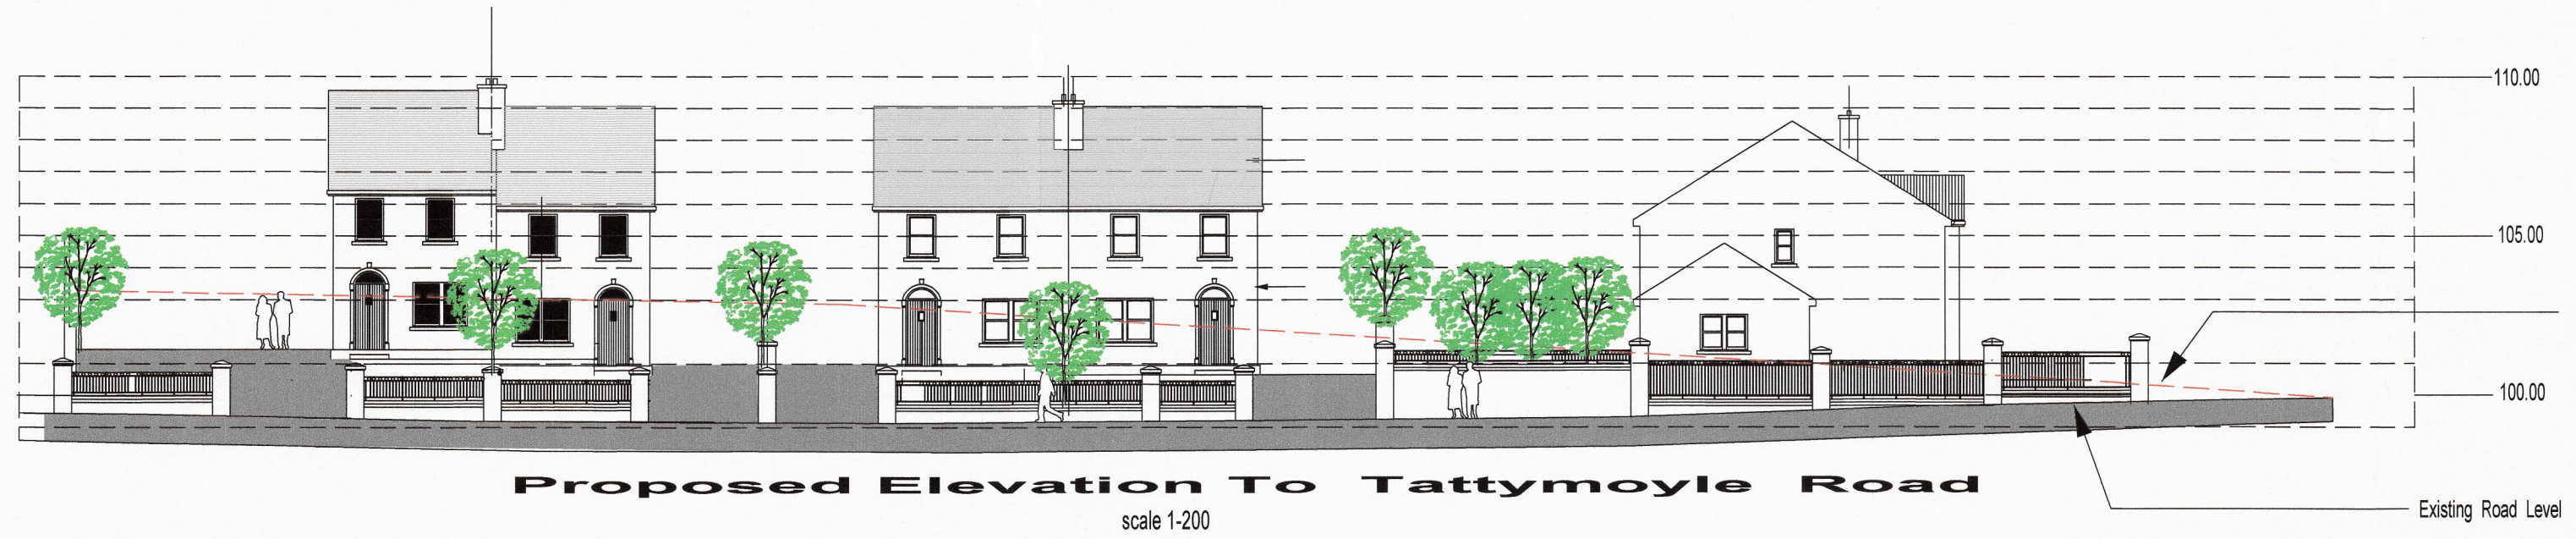 110.00
105.00
100.00
Proposed Elevation To Tattymoyle Road
scale 1-200
Existing Road Level